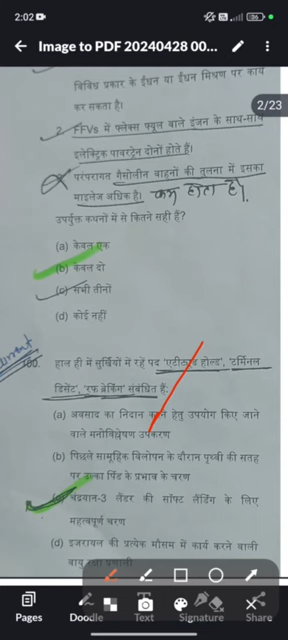 2:02
Image to PDF 20240428 00...
विविध प्रकार के ईंधन या ईंधन मिश्रण पर कार्य
कर सकता है।
2/23
2. FFVs में फ्लेक्स फ्यूल वाले इंजन के साथ-साथ
इलेक्ट्रिक पावरट्रेन दोनों होते हैं।
परंपरागत गैसोलीन वाहनों की तुलना में इसका
माइलेज अधिक है। कम होता है।
उपर्युक्त कथनों में से कितने सही हैं?
(a) केवल एक
(b) केवल दो
(c) सभी तीनों
(d) कोई नहीं
current
हाल ही में सुर्खियों में रहे पद 'एटीट्यूड होल्ड', 'टर्मिनल
डिसेंट', 'रफ ब्रेकिंग' संबंधित हैं:
(a) अवसाद का निदान करने हेतु उपयोग किए जाने
वाले मनोविश्लेषण उपकरण
(b) पिछले सामूहिक विलोपन के दौरान पृथ्वी की सतह
पर उल्का पिंड के प्रभाव के चरण
चंद्रयान-3 लैंडर की सॉफ्ट लैंडिंग के लिए
महत्वपूर्ण चरण
(d) इजरायल की प्रत्येक मौसम में कार्य करने वाली
Pages Doodle Text Signature Share